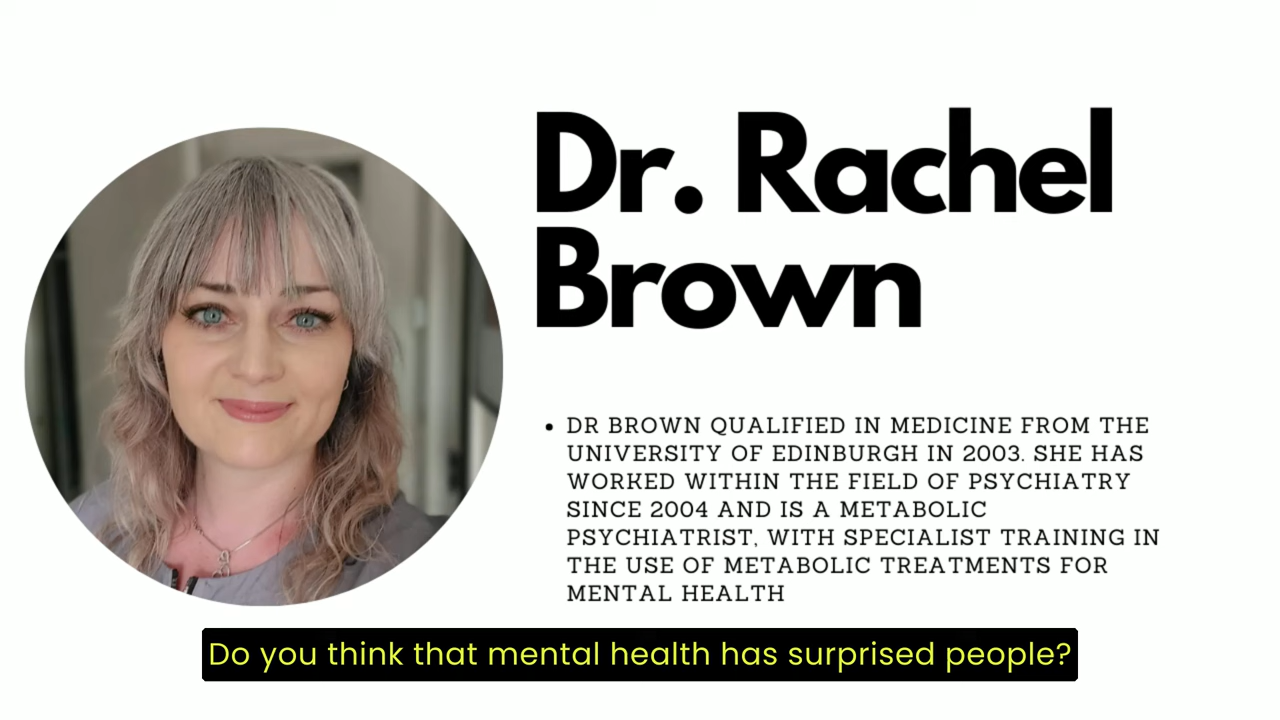 Dr. Rachel
Brown
• DR BROWN QUALIFIED IN MEDICINE FROM THE
UNIVERSITY OF EDINBURGH IN 2003. SHE HAS
WORKED WITHIN THE FIELD OF PSYCHIATRY
SINCE 2004 AND IS A METABOLIC
PSYCHIATRIST, WITH SPECIALIST TRAINING IN
THE USE OF METABOLIC TREATMENTS FOR
MENTAL HEALTH
Do you think that mental health has surprised people?